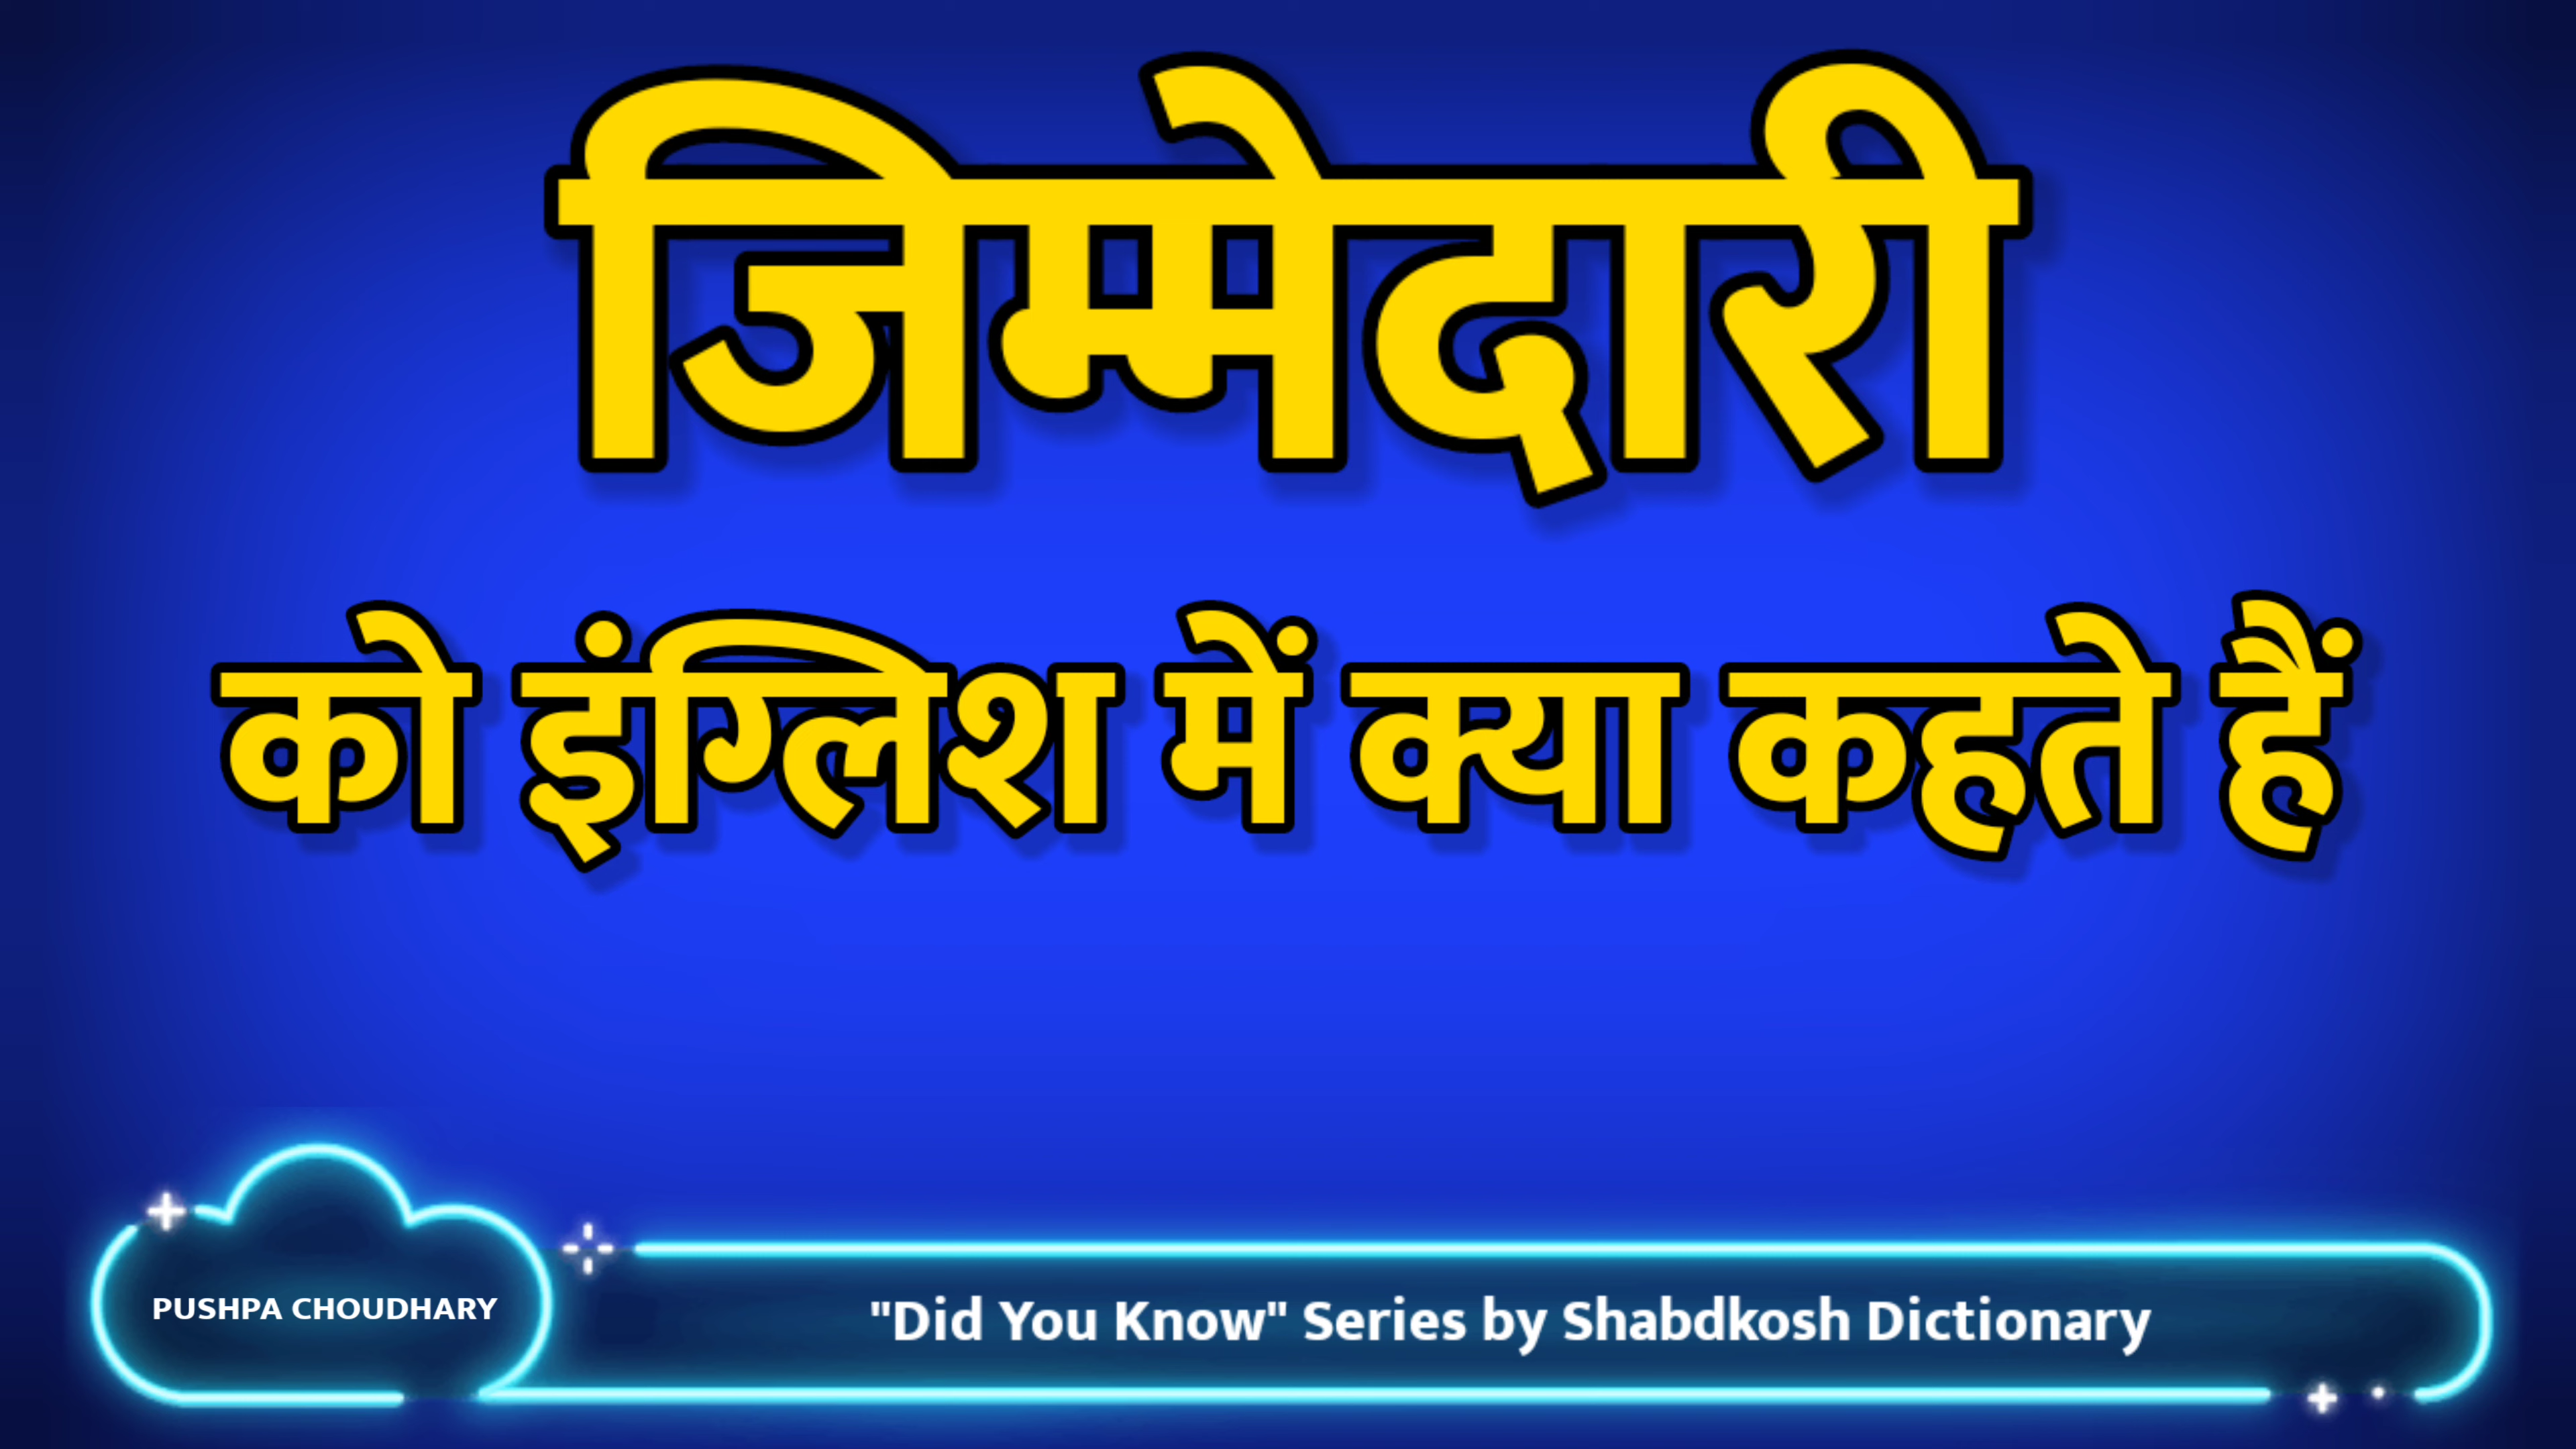 जिम्मेदारी
को इंग्लिश में क्या कहते हैं
PUSHPA CHOUDHARY
"Did You Know" Series by Shabdkosh Dictionary